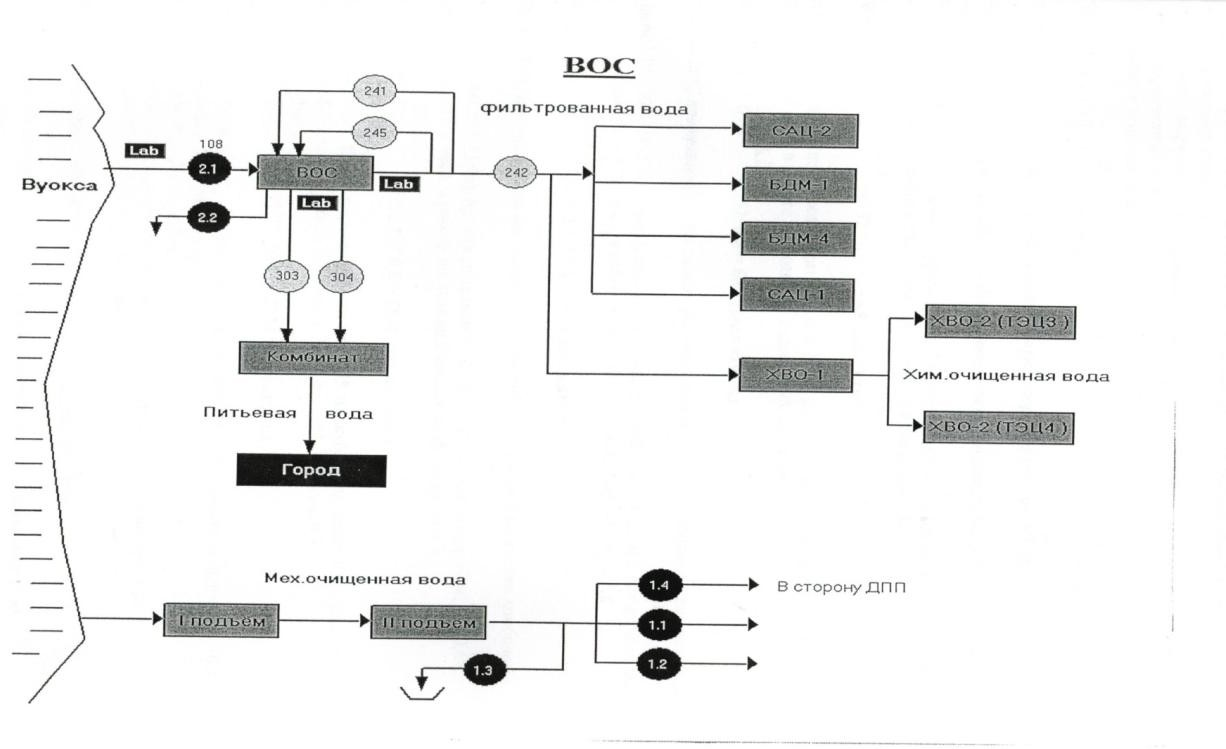 ВОС
241
фильтрованная вода
САЦ-2
245
108
Lab
2.1
ВОС
242
Вуокса
Lab
БДМ-1
Lab
2.2
БДМ-4
303
304
САЦ-1
ХВО-2 (ТЭЦ3 )
Комбинат
ХВО-1
Хим.очищенная вода
Питьевая вода
ХВО-2 (ТЭЦ4 )
Город
Мех.очищенная вода
1.4
В сторону ДПП
I подъем
II подъем
1.1
1.3
1.2